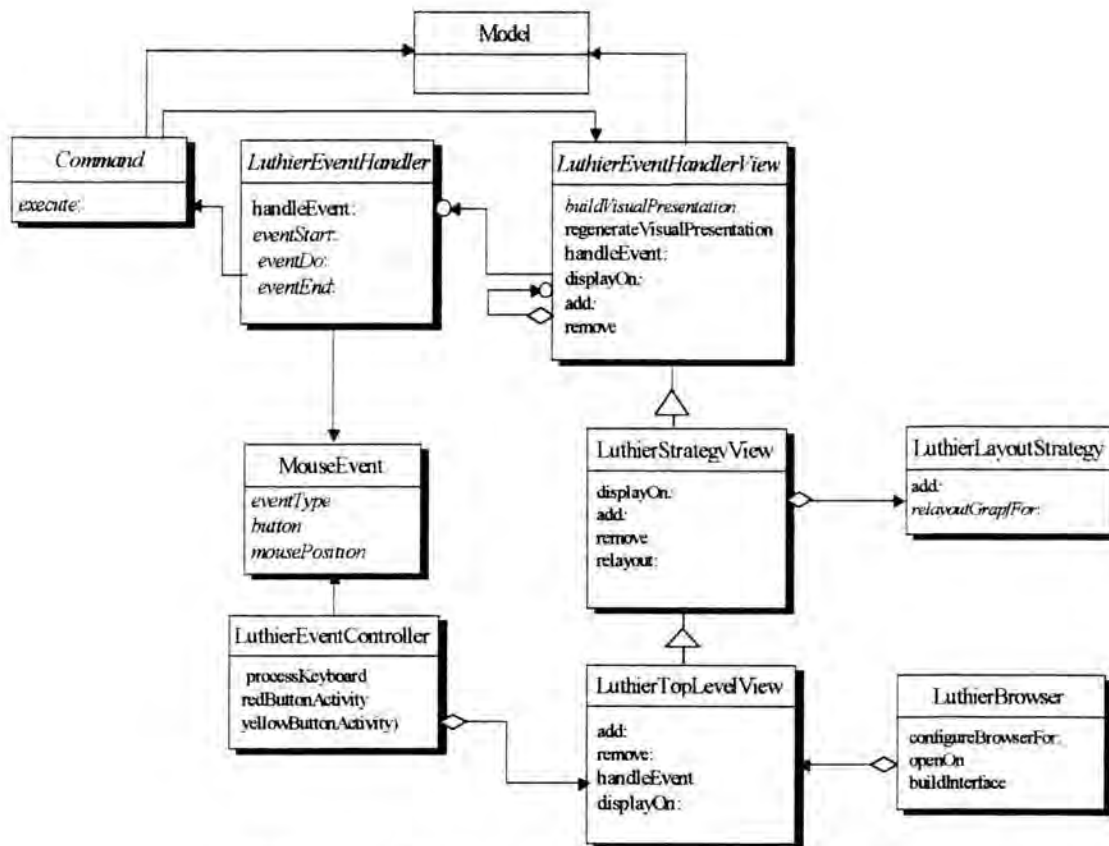 Model
Command
execute:
LuthierEventHandler
handleEvent:
eventStart:
eventDo:
eventEnd:
LuthierEventHandlerView
buildVisualPresentation
regenerateVisualPresentation
handleEvent:
displayOn:
add:
remove
MouseEvent
eventType
button
mousePosition
LuthierStrategyView
displayOn:
add:
remove
relayout:
LuthierLayoutStrategy
add:
relayoutGrapfFor:
LuthierEventController
processKeyboard
redButtonActivity
yellowButtonActivity)
LuthierTopLevelView
add:
remove:
handleEvent
displayOn:
LuthierBrowser
configureBrowserFor:
openOn
buildInterface